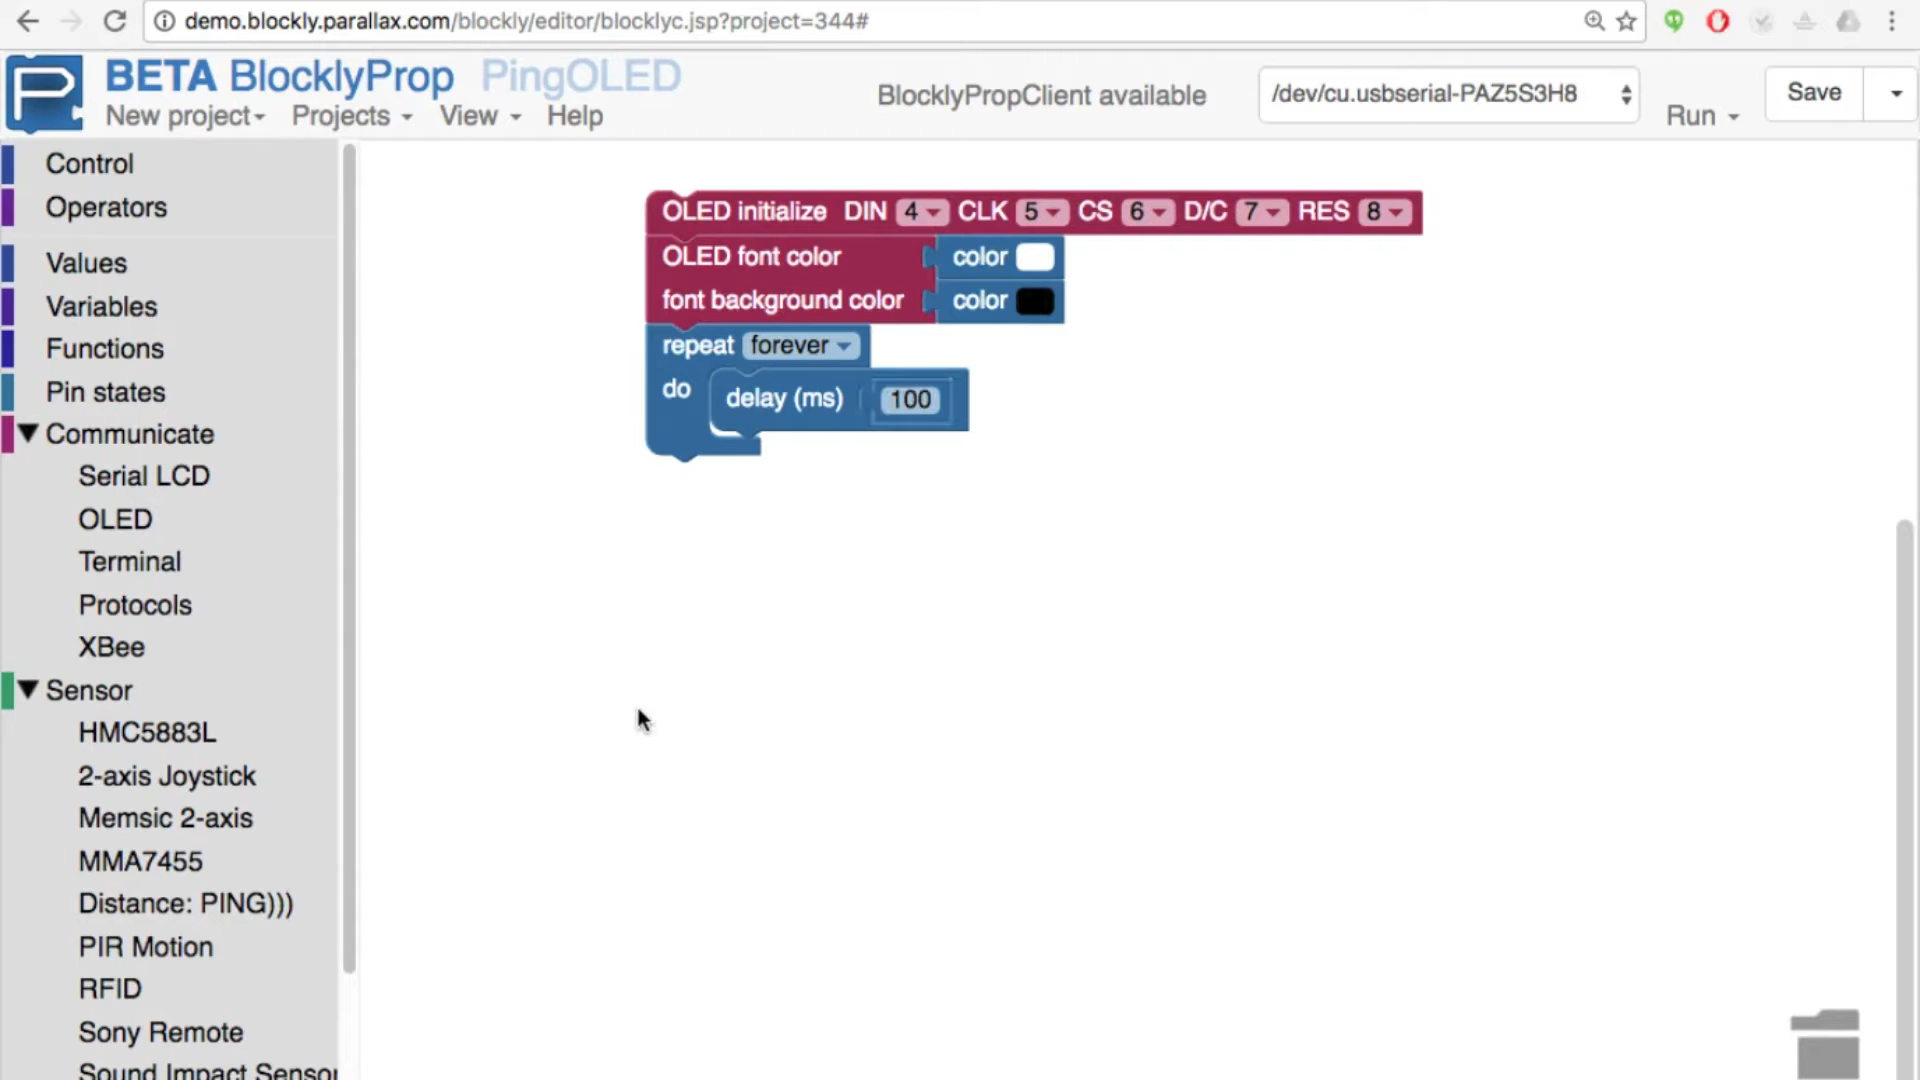 demo.blockly.parallax.com/blockly/editor/blocklyc.jsp?project=344#
BETA BlocklyProp PingOLED
New project Projects View Help
BlocklyPropClient available
/dev/cu.usbserial-PAZ5S3H8
Run
Save
Control
Operators
Values
Variables
Functions
Pin states
Communicate
Serial LCD
OLED
Terminal
Protocols
XBee
Sensor
HMC5883L
2-axis Joystick
Memsic 2-axis
MMA7455
Distance: PING)))
PIR Motion
RFID
Sony Remote
Sound Impact Sensor
OLED initialize DIN 4 CLK 5 CS 6 D/C 7 RES 8
OLED font color color
font background color color
repeat forever
do delay (ms) 100